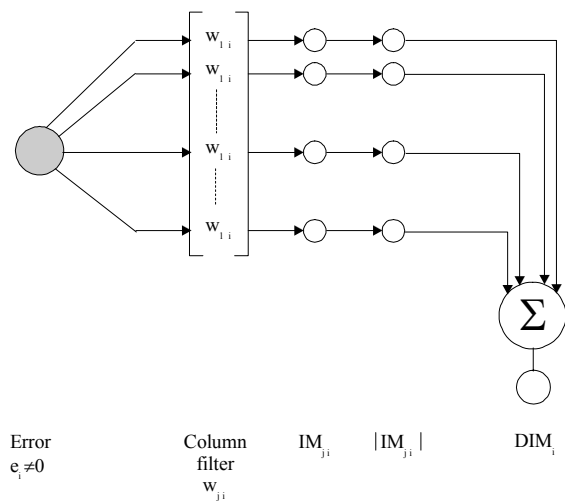 w_{1i}
w_{1i}
w_{1i}
w_{1i}
Σ
Error
e_i≠0
Column
filter
w_{ji}
IM_{ji}
|IM_{ji}|
DIM_i